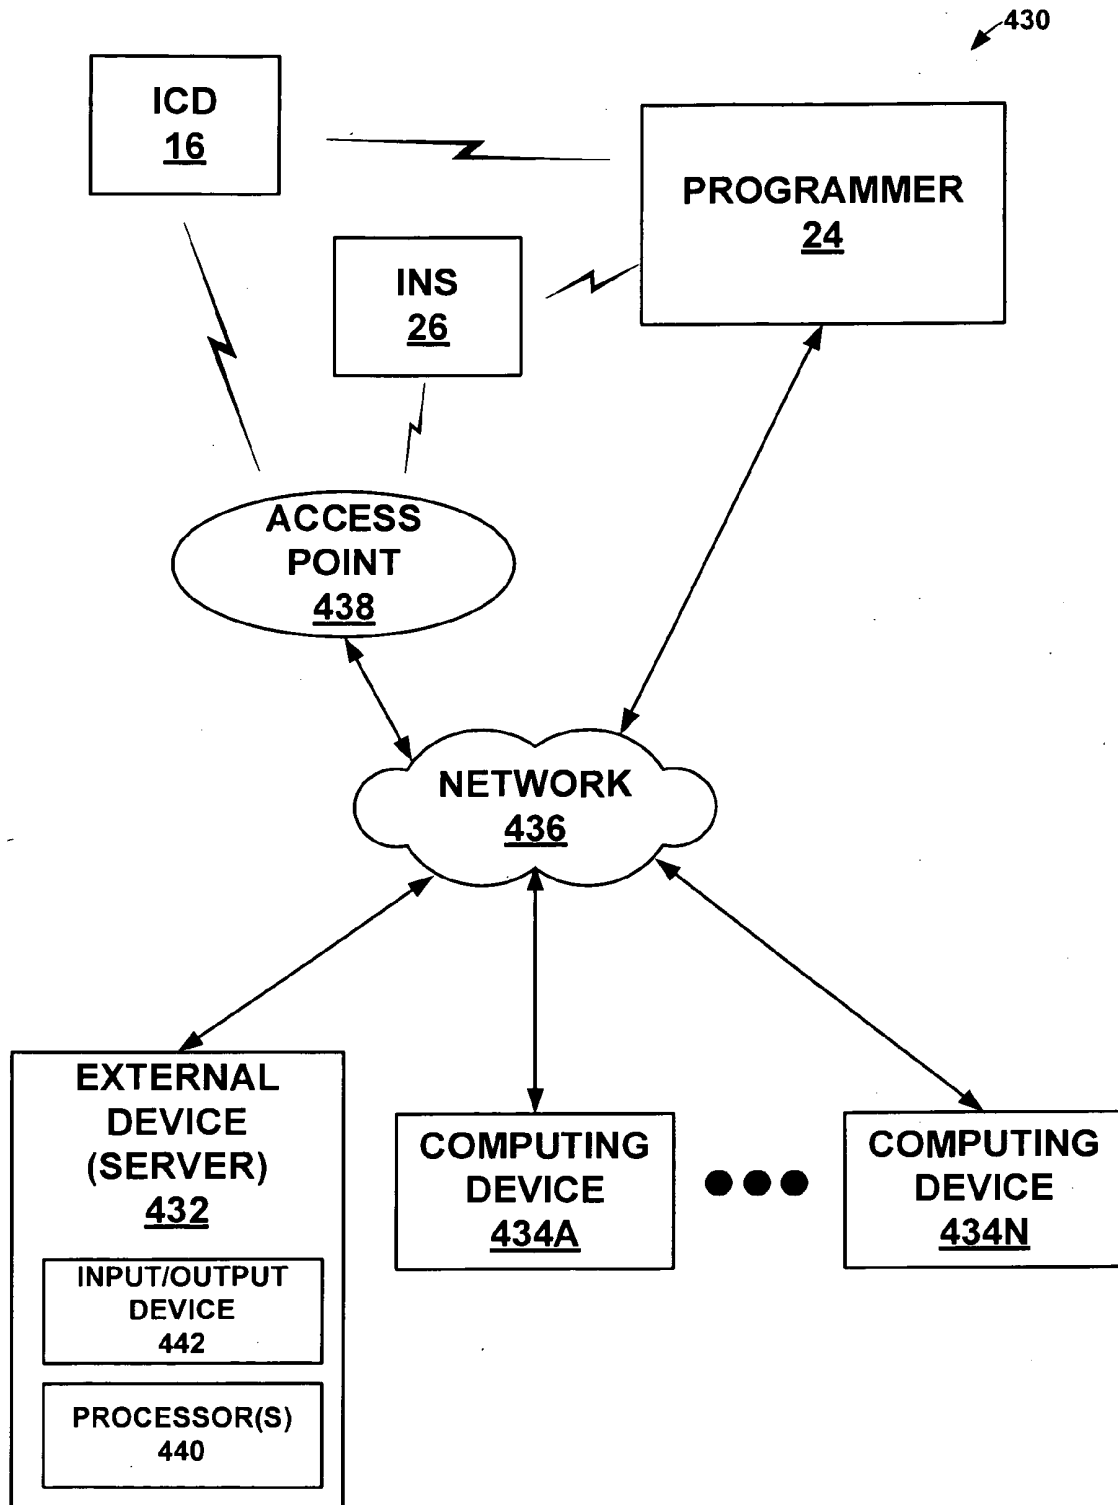 430
ICD
16
PROGRAMMER
24
INS
26
ACCESS
POINT
438
NETWORK
436
EXTERNAL
DEVICE
(SERVER)
432
INPUT/OUTPUT
DEVICE
442
PROCESSOR(S)
440
COMPUTING
DEVICE
434A
COMPUTING
DEVICE
434N